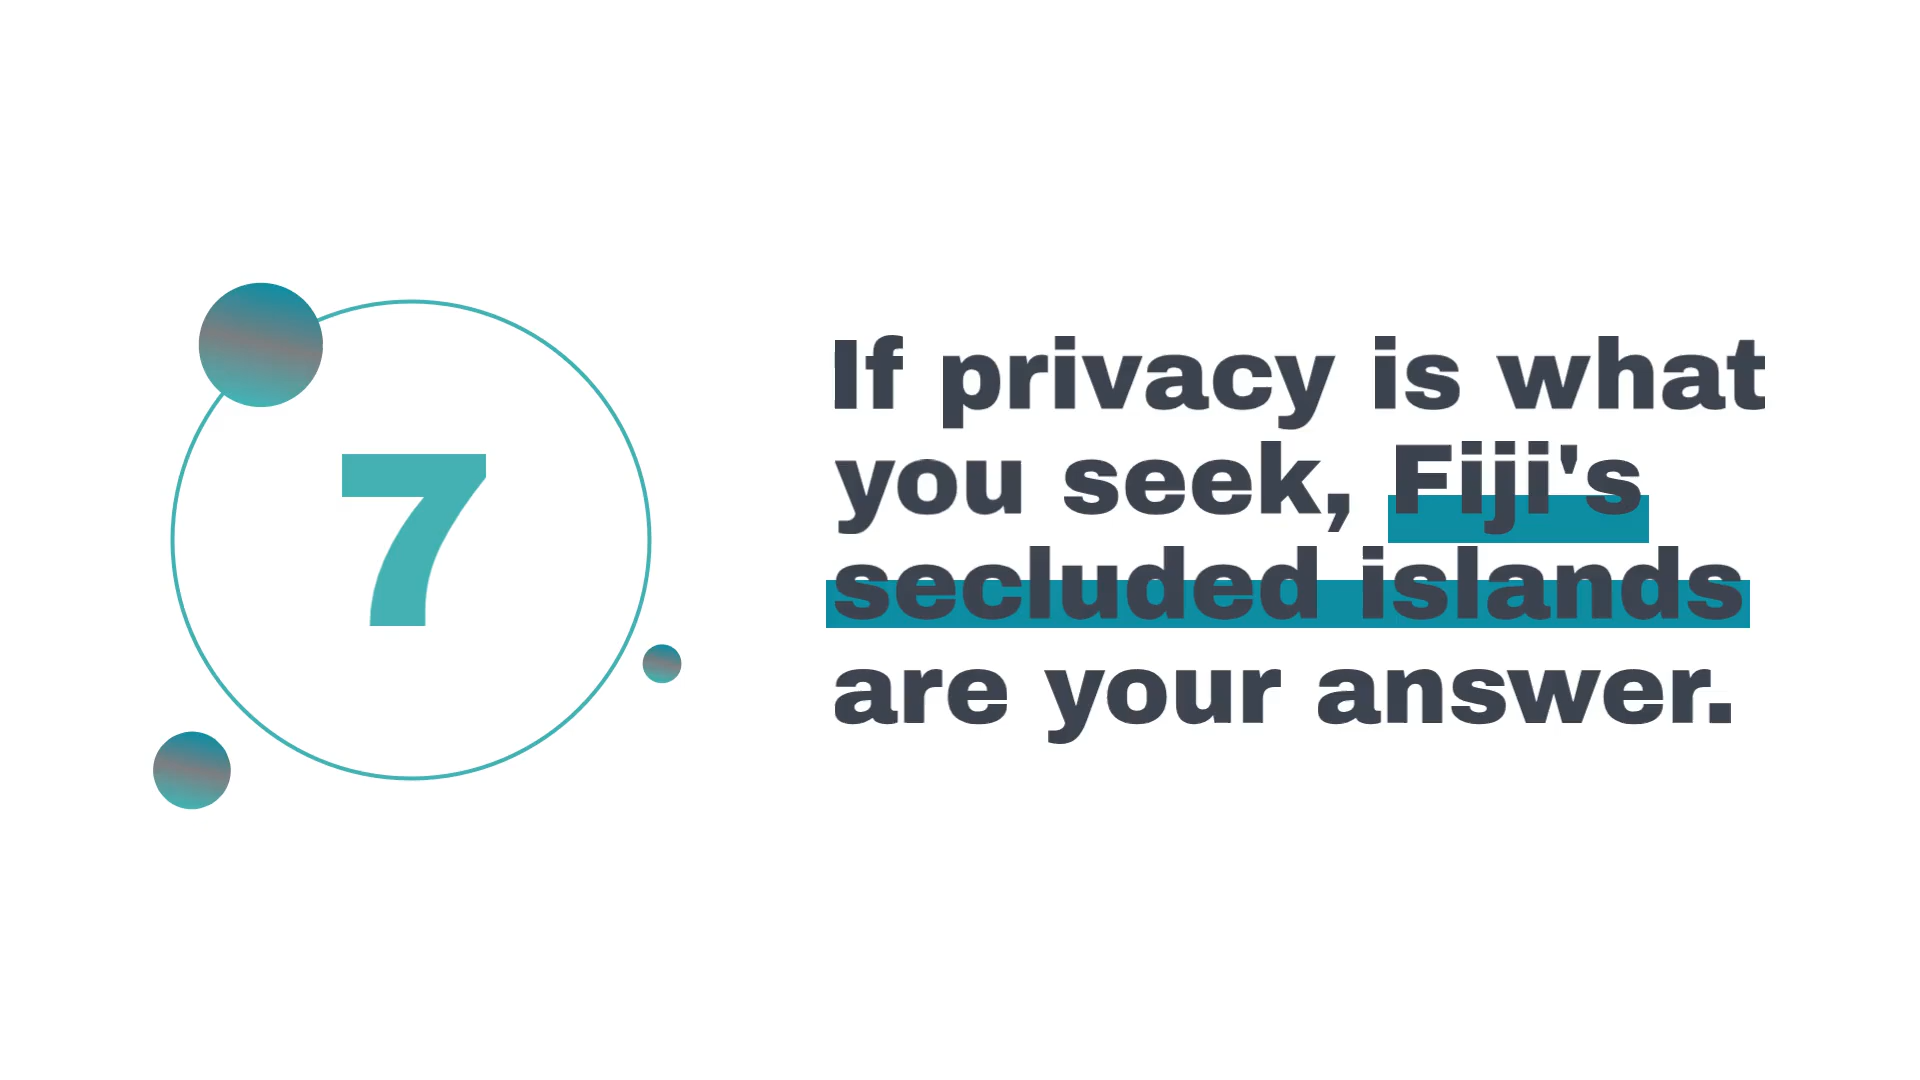 7
If privacy is what
you seek, Fiji's
secluded islands
are your answer.